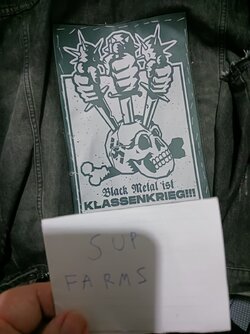 Black Metal ist
KLASSENKRIEG!!!
SUP
FARMS